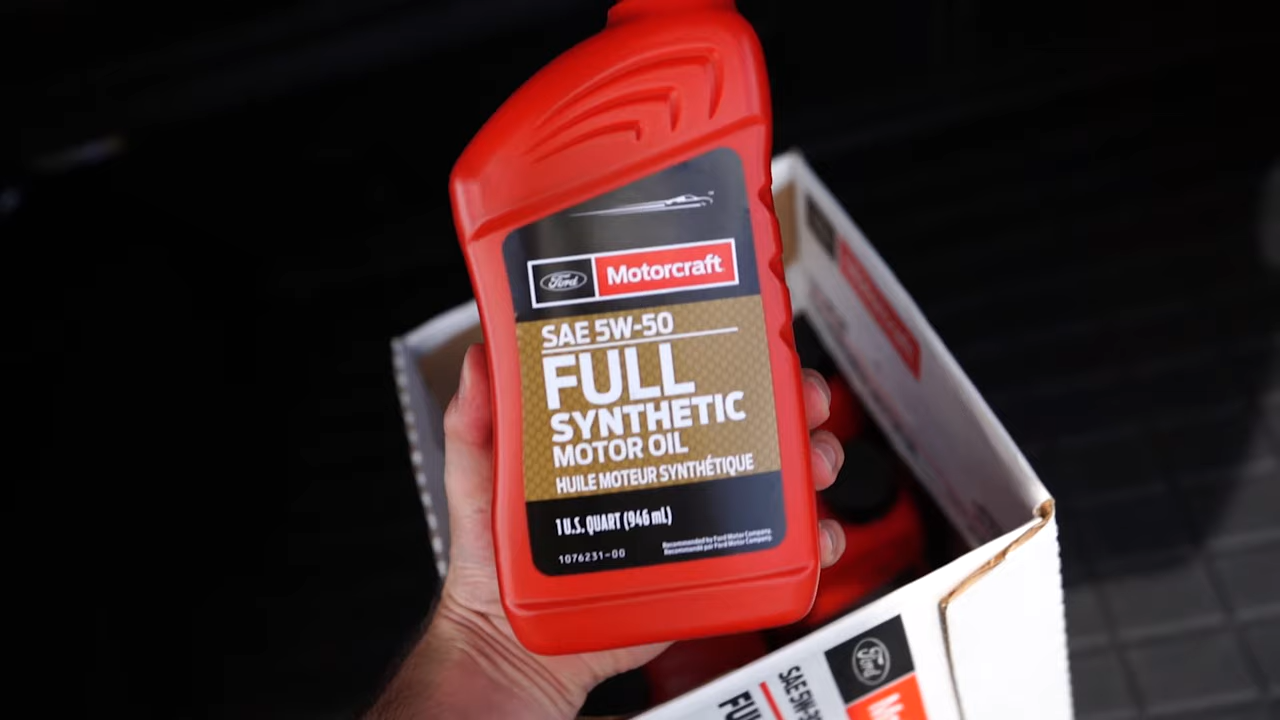 Ford Motorcraft
SAE 5W-50
FULL
SYNTHETIC
MOTOR OIL
HUILE MOTEUR SYNTHÉTIQUE
1 U.S. QUART (946 mL)
Recommended by Ford Motor Company.
Recommandé par Ford Motor Company.
1076231-00
Ford